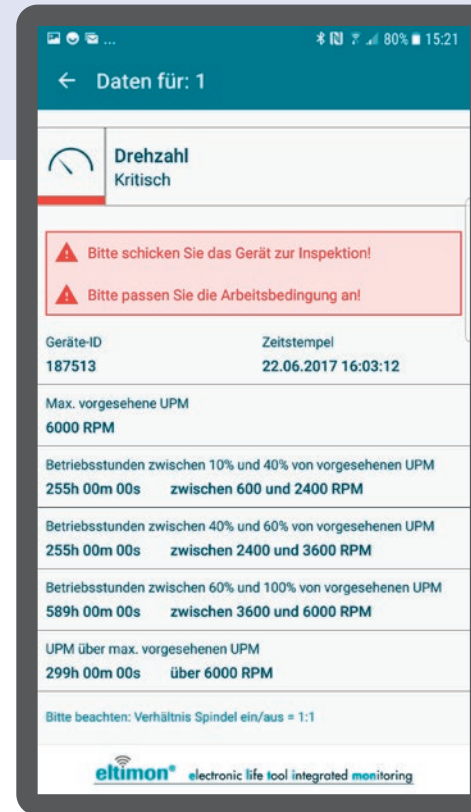 ... 80% 15:21
← Daten für: 1
Drehzahl
Kritisch
Bitte schicken Sie das Gerät zur Inspektion!
Bitte passen Sie die Arbeitsbedingung an!
Geräte-ID Zeitstempel
187513 22.06.2017 16:03:12
Max. vorgesehene UPM
6000 RPM
Betriebsstunden zwischen 10% und 40% von vorgesehenen UPM
255h 00m 00s zwischen 600 und 2400 RPM
Betriebsstunden zwischen 40% und 60% von vorgesehenen UPM
255h 00m 00s zwischen 2400 und 3600 RPM
Betriebsstunden zwischen 60% und 100% von vorgesehenen UPM
589h 00m 00s zwischen 3600 und 6000 RPM
UPM über max. vorgesehenen UPM
299h 00m 00s über 6000 RPM
Bitte beachten: Verhältnis Spindel ein/aus = 1:1
eltimon® electronic life tool integrated monitoring